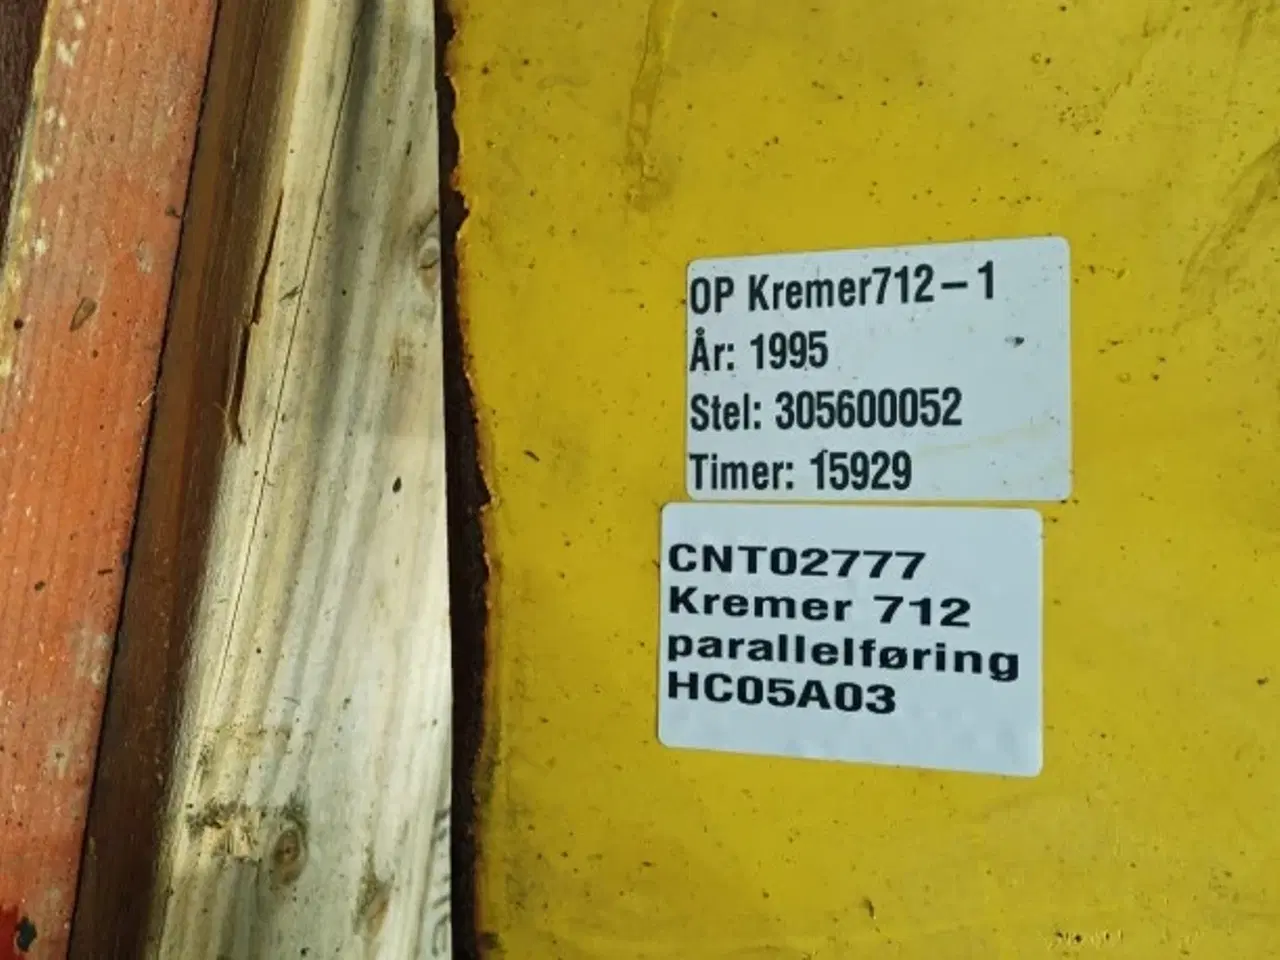 OP Kremer712-1
År: 1995
Stel: 305600052
Timer: 15929
CNT02777
Kremer 712
parallelføring
HC05A03